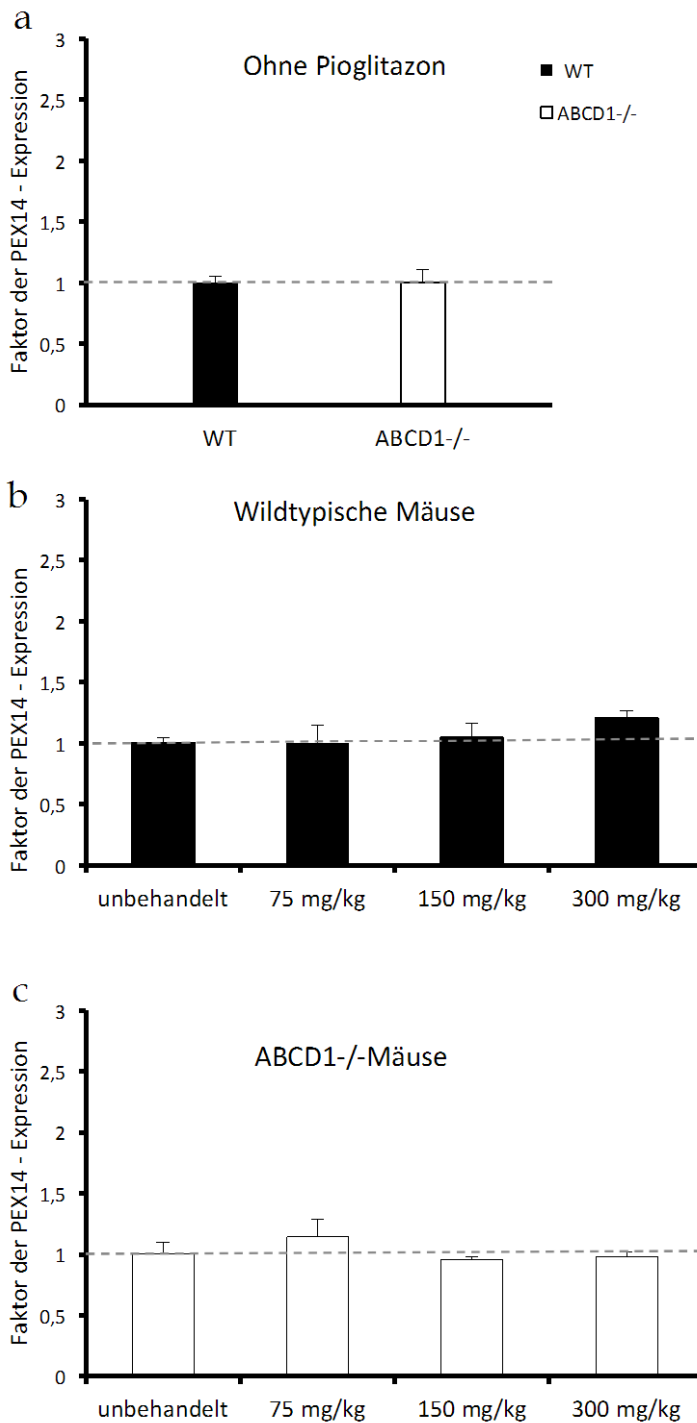 a
Faktor der PEX14 - Expression
3
2,5
2
1,5
1
0,5
0
Ohne Pioglitazon
WT
ABCD1-/-
WT
ABCD1-/-
b
Faktor der PEX14 - Expression
3
2,5
2
1,5
1
0,5
0
Wildtypische Mäuse
unbehandelt
75 mg/kg
150 mg/kg
300 mg/kg
c
Faktor der PEX14 - Expression
3
2,5
2
1,5
1
0,5
0
ABCD1-/-Mäuse
unbehandelt
75 mg/kg
150 mg/kg
300 mg/kg